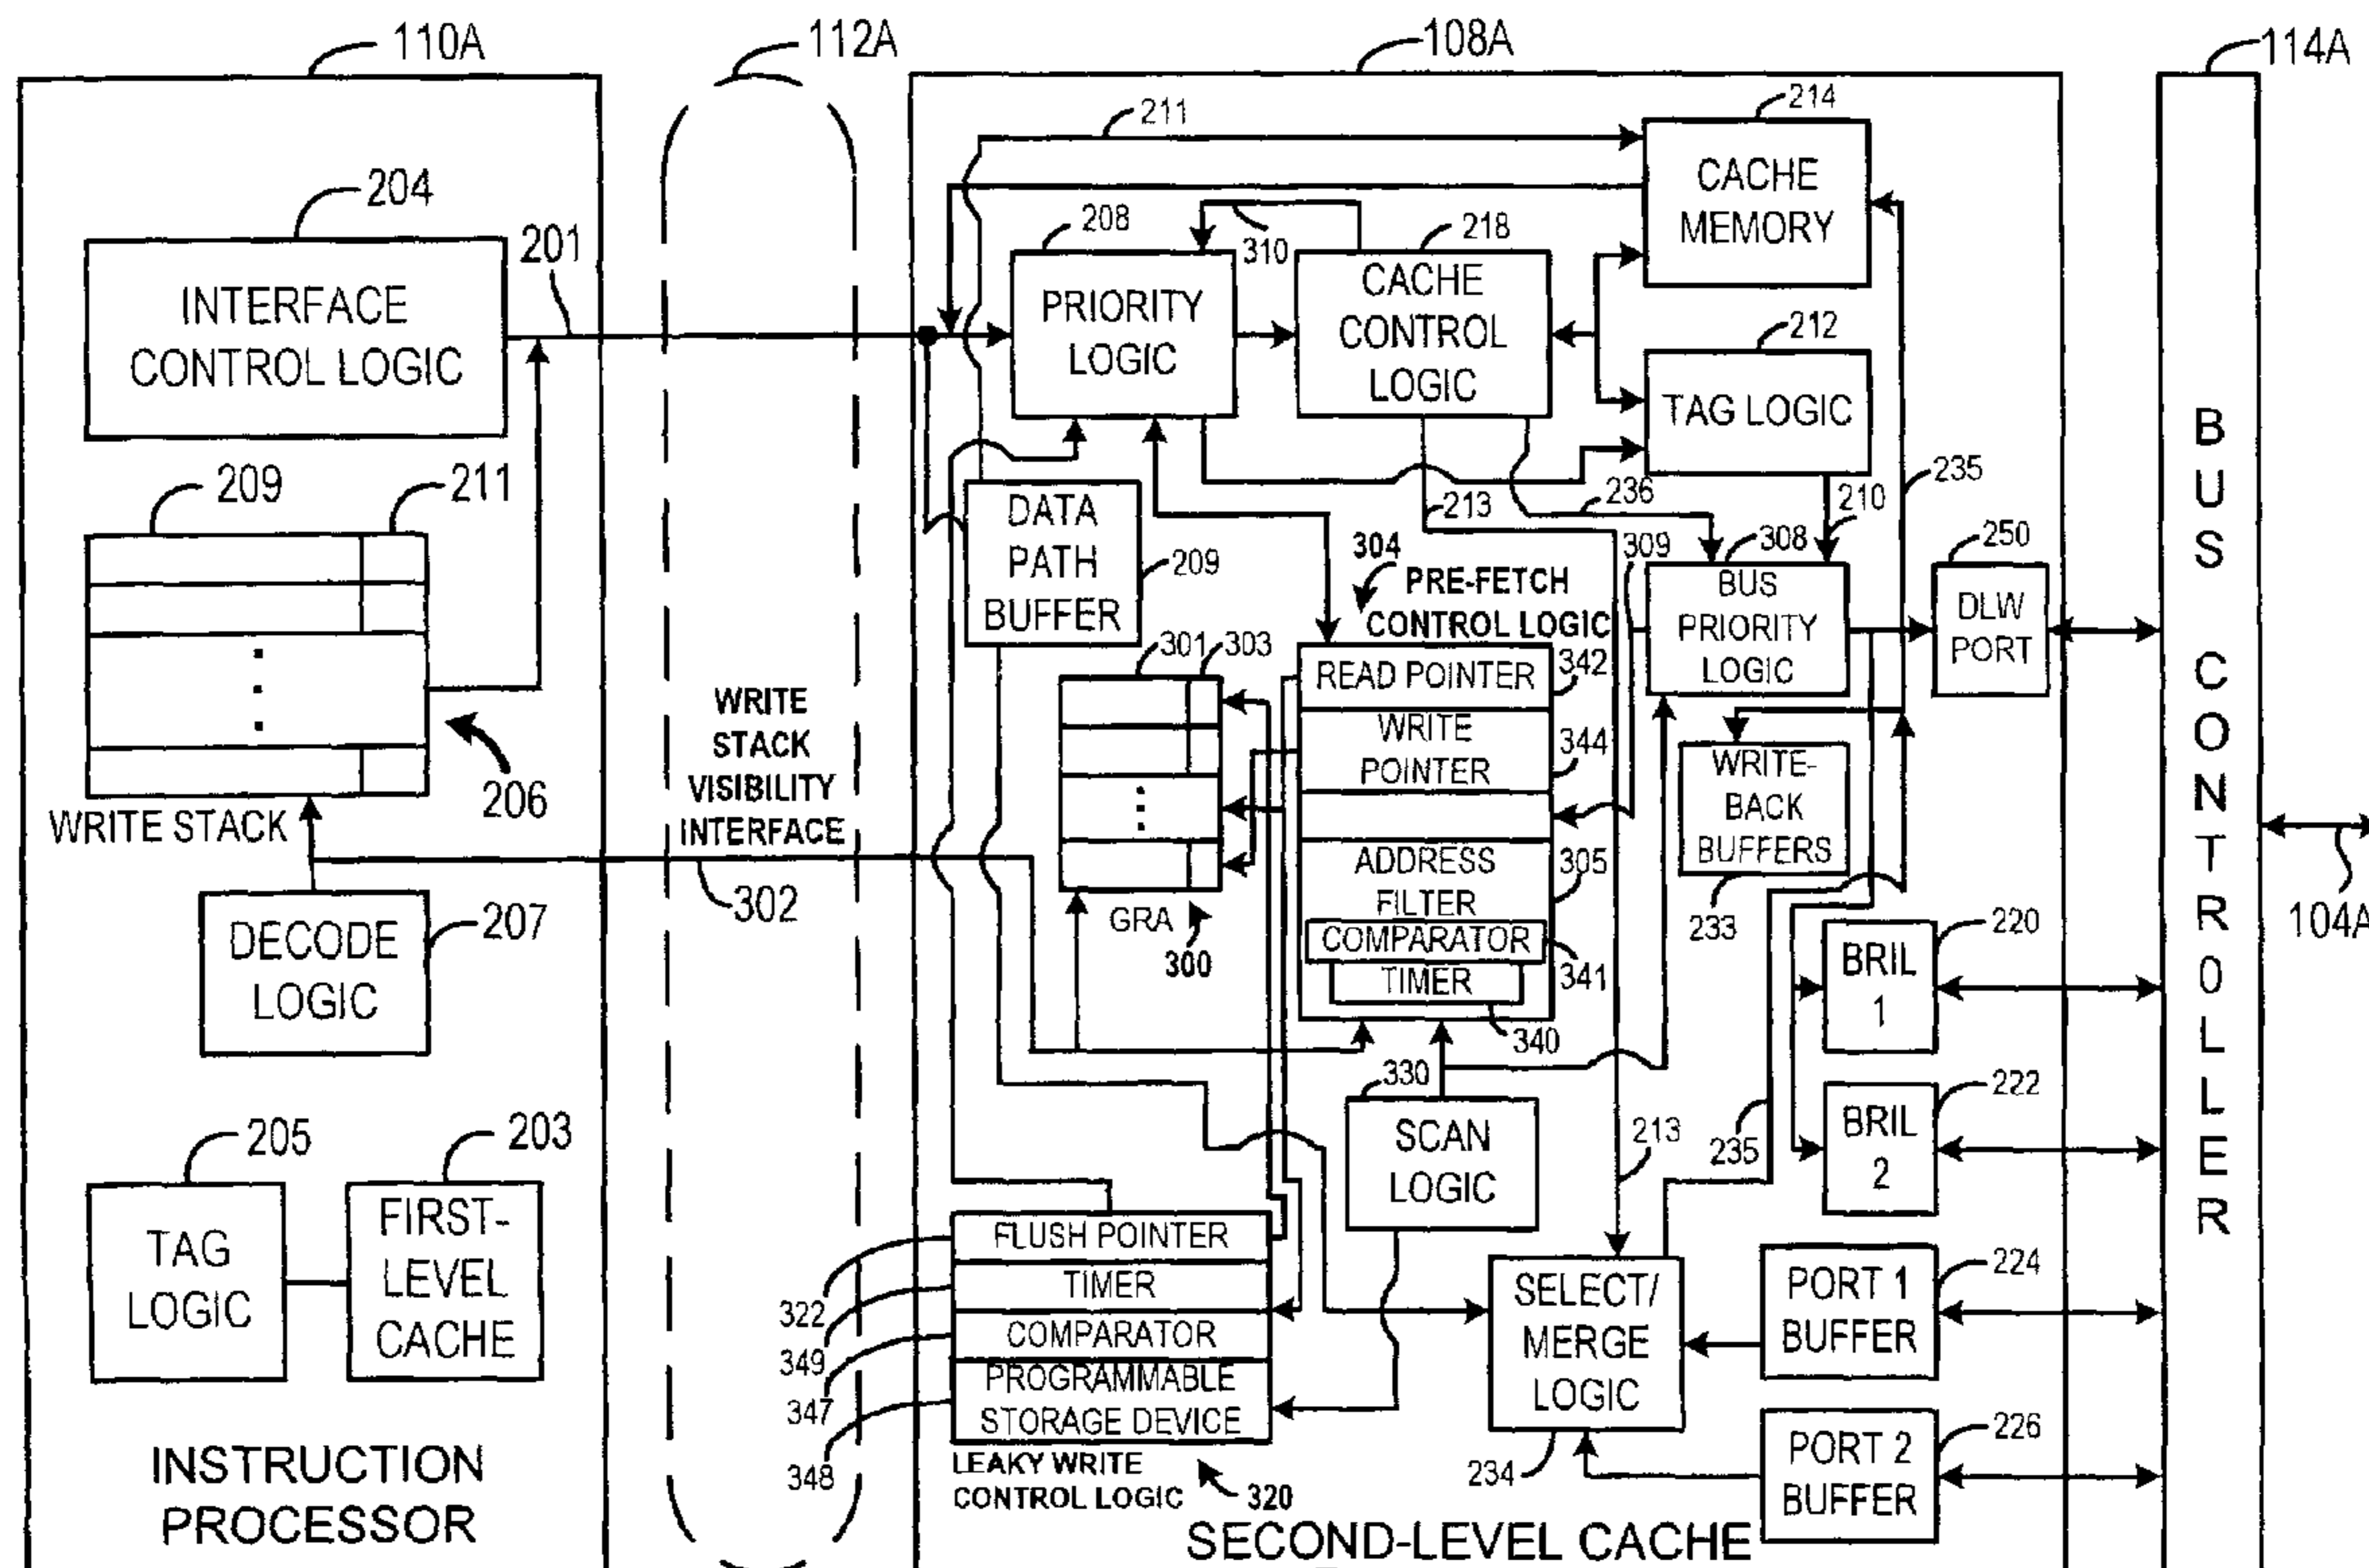 110A
112A
108A
114A
204
201
INTERFACE
CONTROL LOGIC
209
211
206
WRITE STACK
302
DECODE
LOGIC
207
205
203
TAG
LOGIC
FIRST-
LEVEL
CACHE
INSTRUCTION
PROCESSOR
WRITE
STACK
VISIBILITY
INTERFACE
211
214
CACHE
MEMORY
208
310
218
PRIORITY
LOGIC
CACHE
CONTROL
LOGIC
212
TAG LOGIC
235
DATA
PATH
BUFFER
209
213
236
210
304
PRE-FETCH
CONTROL LOGIC
309
308
BUS
PRIORITY
LOGIC
250
DLW
PORT
301
303
READ POINTER
342
WRITE
POINTER
344
ADDRESS
FILTER
305
COMPARATOR
341
TIMER
340
GRA
300
WRITE-
BACK
BUFFERS
233
BRIL
1
220
BRIL
2
222
330
SCAN
LOGIC
213
235
FLUSH POINTER
322
TIMER
349
COMPARATOR
347
PROGRAMMABLE
STORAGE DEVICE
348
LEAKY WRITE
CONTROL LOGIC
320
SELECT/
MERGE
LOGIC
234
PORT 1
BUFFER
224
PORT 2
BUFFER
226
SECOND-LEVEL CACHE
BUS CONTROLLER
104A